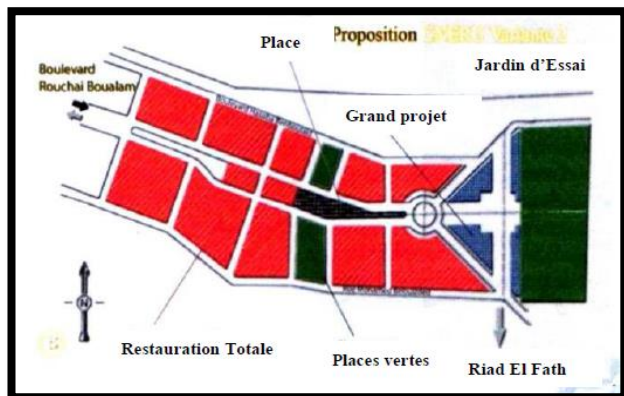 Proposition
Place
Boulevard
Rouchai Boualam
Jardin d'Essai
Grand projet
N
Restauration Totale
Places vertes
Riad El Fath